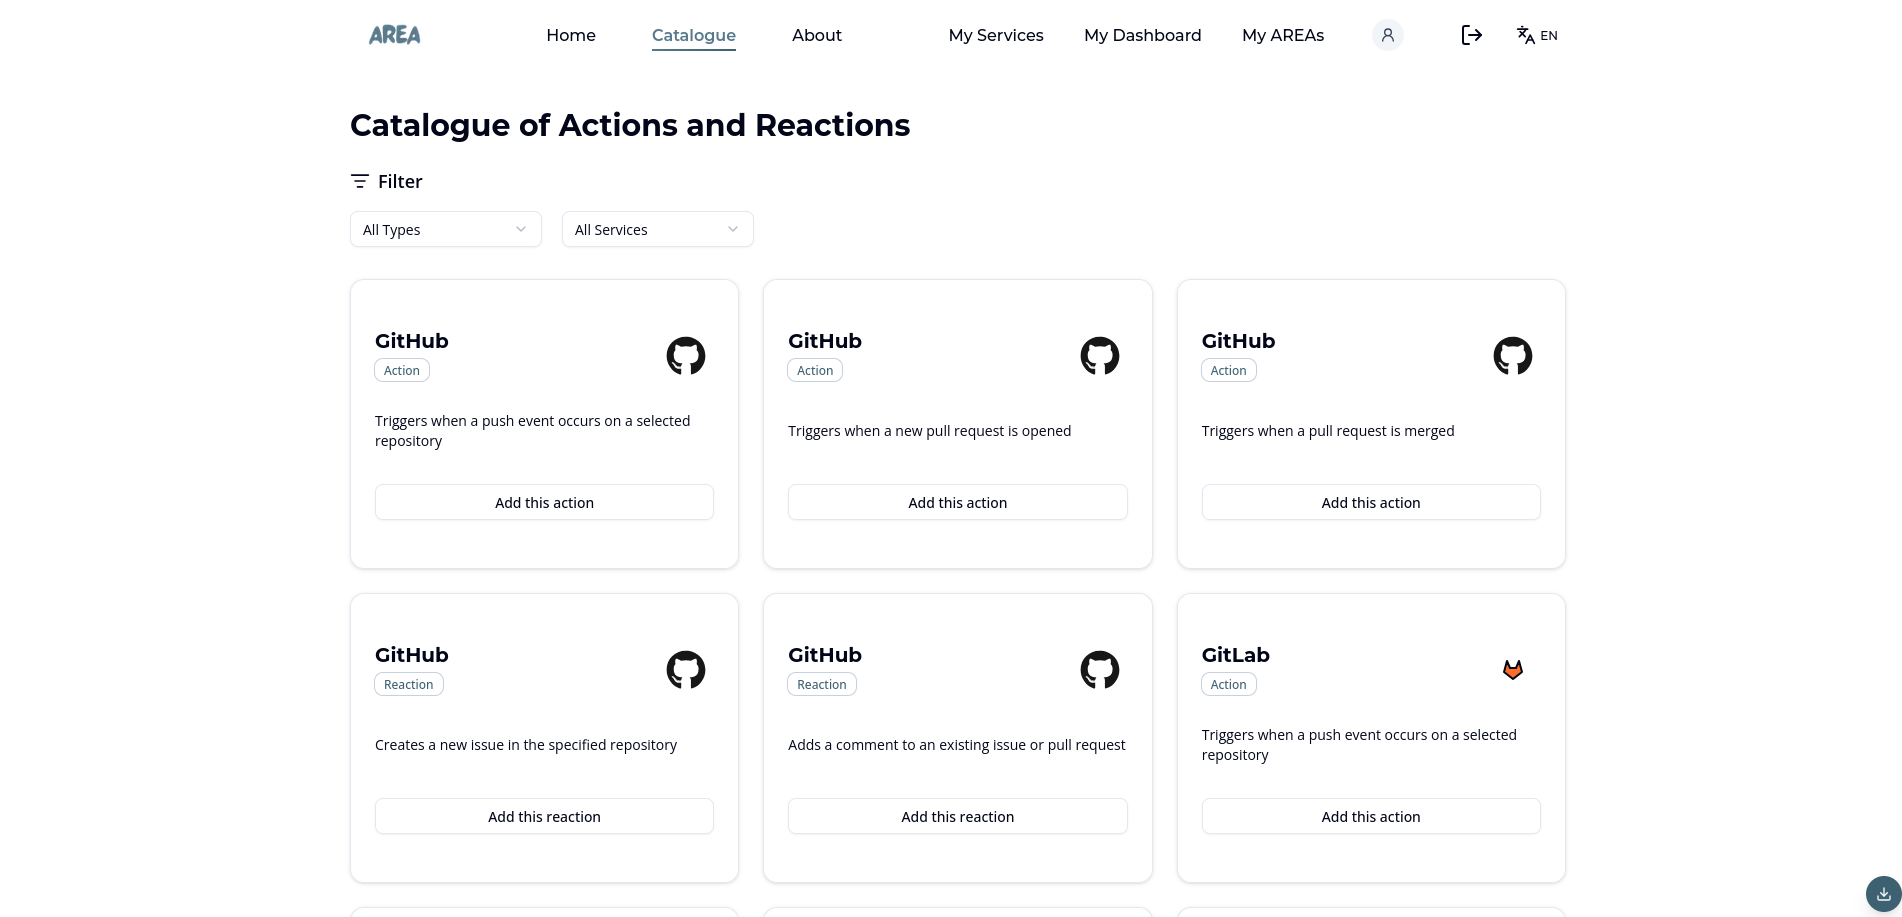 AREA
Home
Catalogue
About
My Services
My Dashboard
My AREAs
EN
Catalogue of Actions and Reactions
Filter
All Types
All Services
GitHub
Action
Triggers when a push event occurs on a selected
repository
Add this action
GitHub
Action
Triggers when a new pull request is opened
Add this action
GitHub
Action
Triggers when a pull request is merged
Add this action
GitHub
Reaction
Creates a new issue in the specified repository
Add this reaction
GitHub
Reaction
Adds a comment to an existing issue or pull request
Add this reaction
GitLab
Action
Triggers when a push event occurs on a selected
repository
Add this action